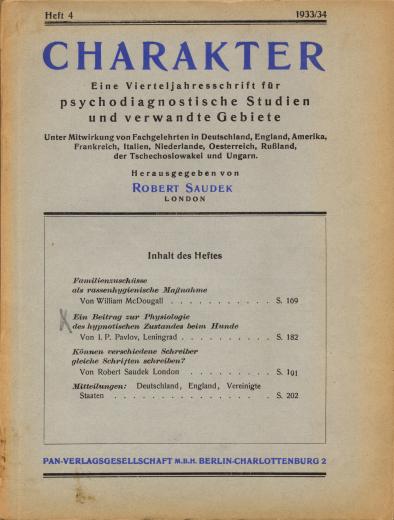 Heft 4 1933/34
CHARAKTER
Eine Vierteljahresschrift für
psychodiagnostische Studien
und verwandte Gebiete
Unter Mitwirkung von Fachgelehrten in Deutschland, England, Amerika,
Frankreich, Italien, Niederlande, Oesterreich, Rußland,
der Tschechoslowakei und Ungarn.
Herausgegeben von
ROBERT SAUDEK
LONDON
Inhalt des Heftes
Familienzuschüsse
als rassenhygienische Maßnahme
Von William McDougall . . . . . . . . . . . S. 169
Ein Beitrag zur Physiologie
des hypnotischen Zustandes beim Hunde
Von I. P. Pavlov, Leningrad . . . . . . . . . . S. 182
Können verschiedene Schreiber
gleiche Schriften schreiben?
Von Robert Saudek London . . . . . . . . . S. 191
Mitteilungen: Deutschland, England, Vereinigte
Staaten . . . . . . . . . . . . . . . S. 202
PAN-VERLAGSGESELLSCHAFT M.B.H. BERLIN-CHARLOTTENBURG 2